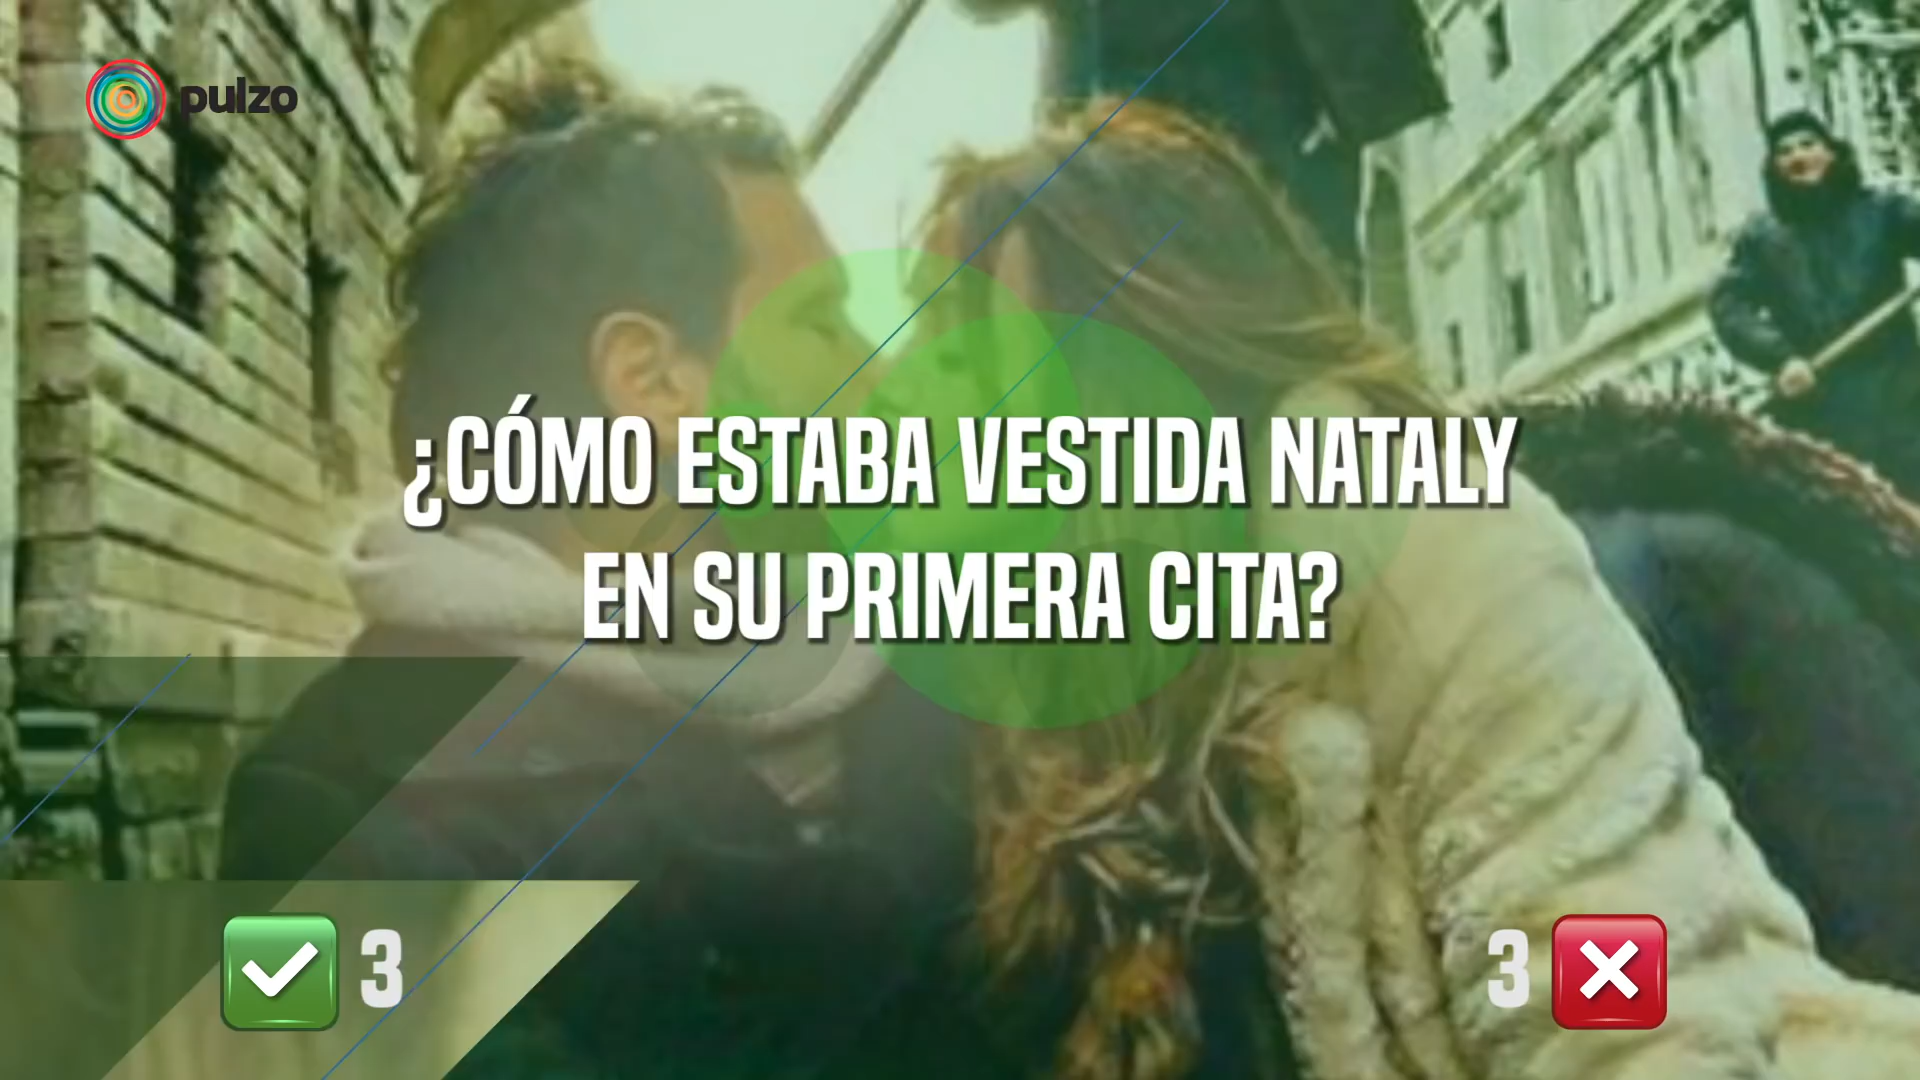 pulzo
¿CÓMO ESTABA VESTIDA NATALY
EN SU PRIMERA CITA?
3
3